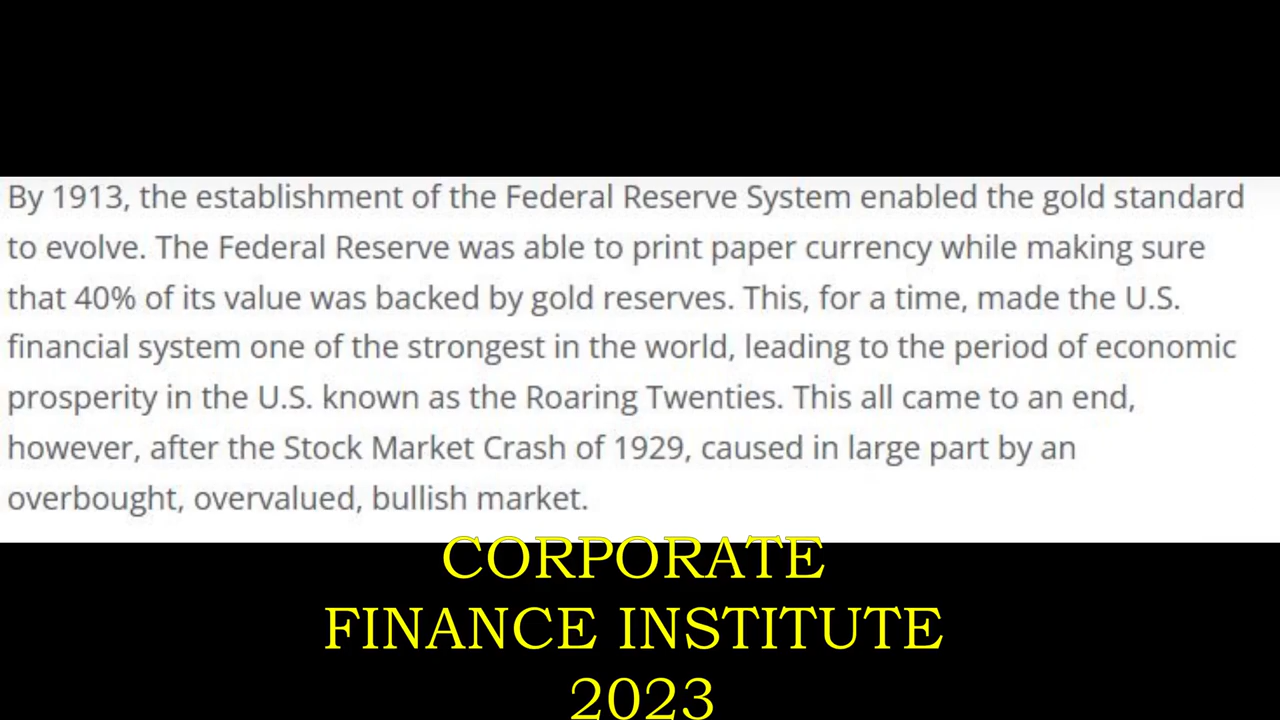 By 1913, the establishment of the Federal Reserve System enabled the gold standard
to evolve. The Federal Reserve was able to print paper currency while making sure
that 40% of its value was backed by gold reserves. This, for a time, made the U.S.
financial system one of the strongest in the world, leading to the period of economic
prosperity in the U.S. known as the Roaring Twenties. This all came to an end,
however, after the Stock Market Crash of 1929, caused in large part by an
overbought, overvalued, bullish market.
CORPORATE
FINANCE INSTITUTE
2023